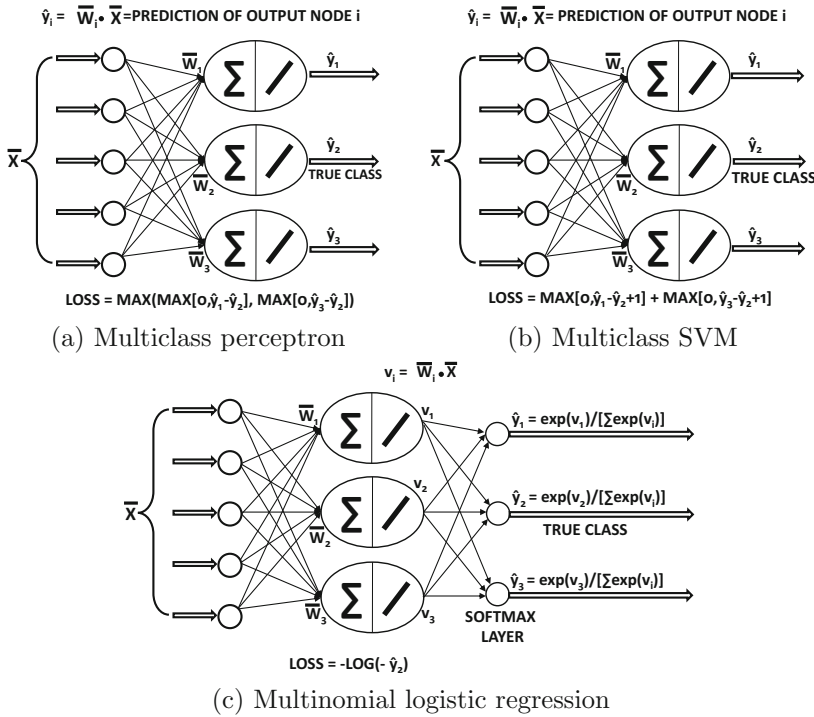 ŷᵢ = W̅ᵢ • X̅ =PREDICTION OF OUTPUT NODE i
X̅
W̅₁
W̅₂
W̅₃
Σ
Σ
Σ
ŷ₁
ŷ₂
TRUE CLASS
ŷ₃
LOSS = MAX(MAX[0,ŷ₁-ŷ₂], MAX[0,ŷ₃-ŷ₂])
(a) Multiclass perceptron
ŷᵢ = W̅ᵢ • X̅ =PREDICTION OF OUTPUT NODE i
X̅
W̅₁
W̅₂
W̅₃
Σ
Σ
Σ
ŷ₁
ŷ₂
TRUE CLASS
ŷ₃
LOSS = MAX[0,ŷ₁-ŷ₂+1] + MAX[0,ŷ₃-ŷ₂+1]
(b) Multiclass SVM
vᵢ = W̅ᵢ • X̅
X̅
W̅₁
W̅₂
W̅₃
Σ
Σ
Σ
v₁
v₂
v₃
ŷ₁ = exp(v₁)/[∑exp(vᵢ)]
ŷ₂ = exp(v₂)/[∑exp(vᵢ)]
TRUE CLASS
ŷ₃ = exp(v₃)/[∑exp(vᵢ)]
SOFTMAX
LAYER
LOSS = -LOG(- ŷ₂)
(c) Multinomial logistic regression